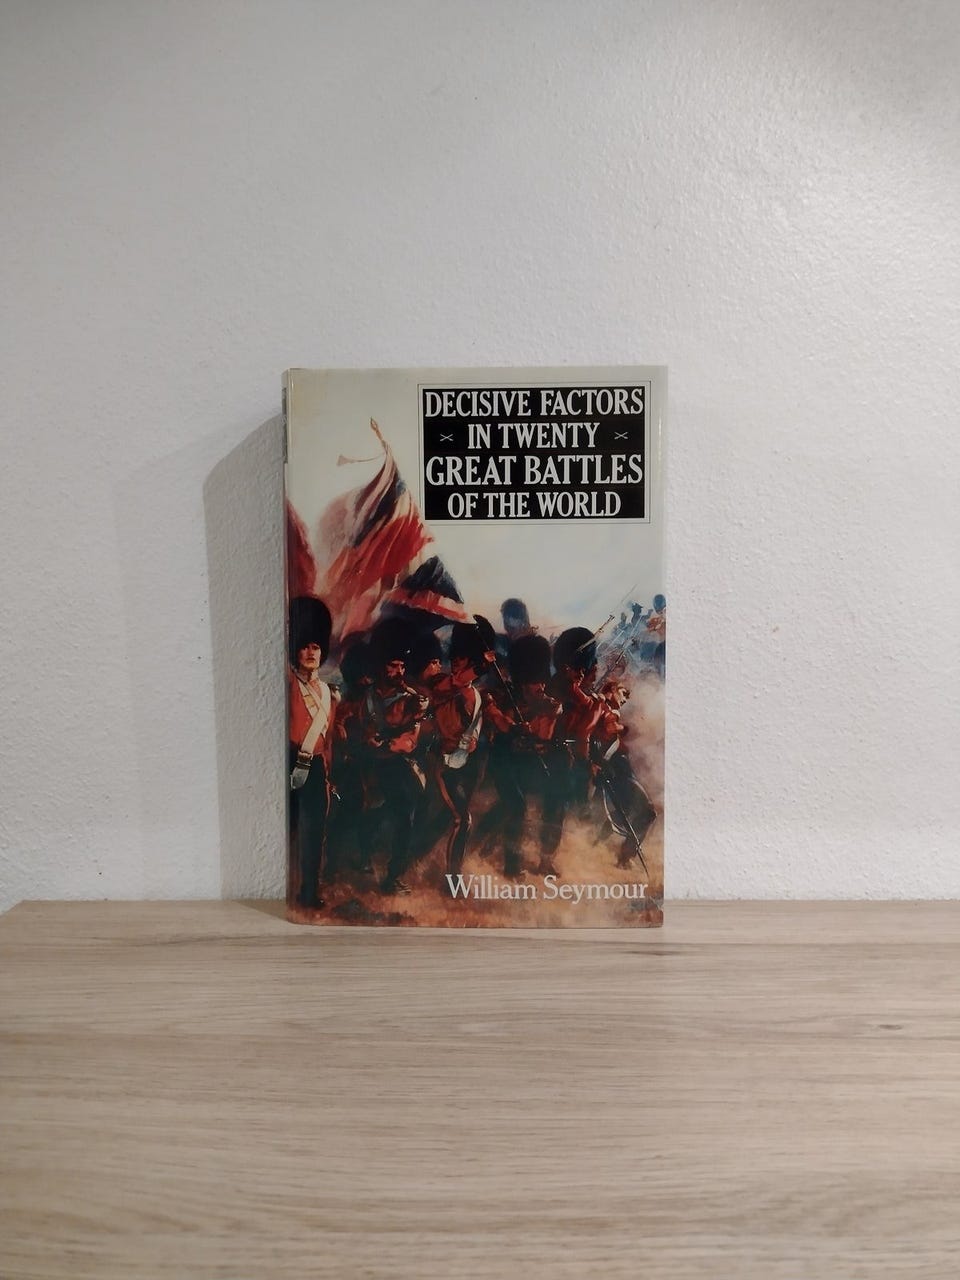 DECISIVE FACTORS
IN TWENTY
GREAT BATTLES
OF THE WORLD
William Seymour